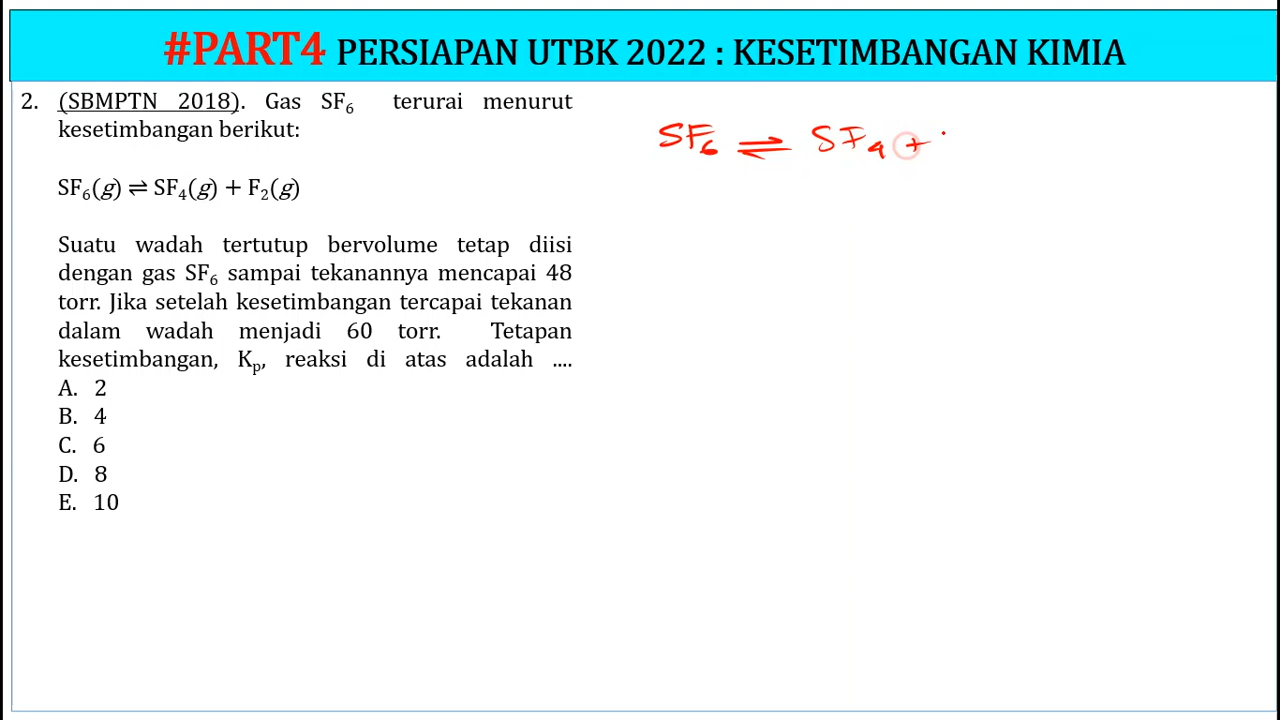 #PART4 PERSIAPAN UTBK 2022 : KESETIMBANGAN KIMIA
2. (SBMPTN 2018). Gas SF₆ terurai menurut
kesetimbangan berikut:
SF₆(g) ⇌ SF₄(g) + F₂(g)
Suatu wadah tertutup bervolume tetap diisi
dengan gas SF₆ sampai tekanannya mencapai 48
torr. Jika setelah kesetimbangan tercapai tekanan
dalam wadah menjadi 60 torr. Tetapan
kesetimbangan, Kₚ, reaksi di atas adalah ....
A. 2
B. 4
C. 6
D. 8
E. 10
SF₆ ⇌ SF₄ +